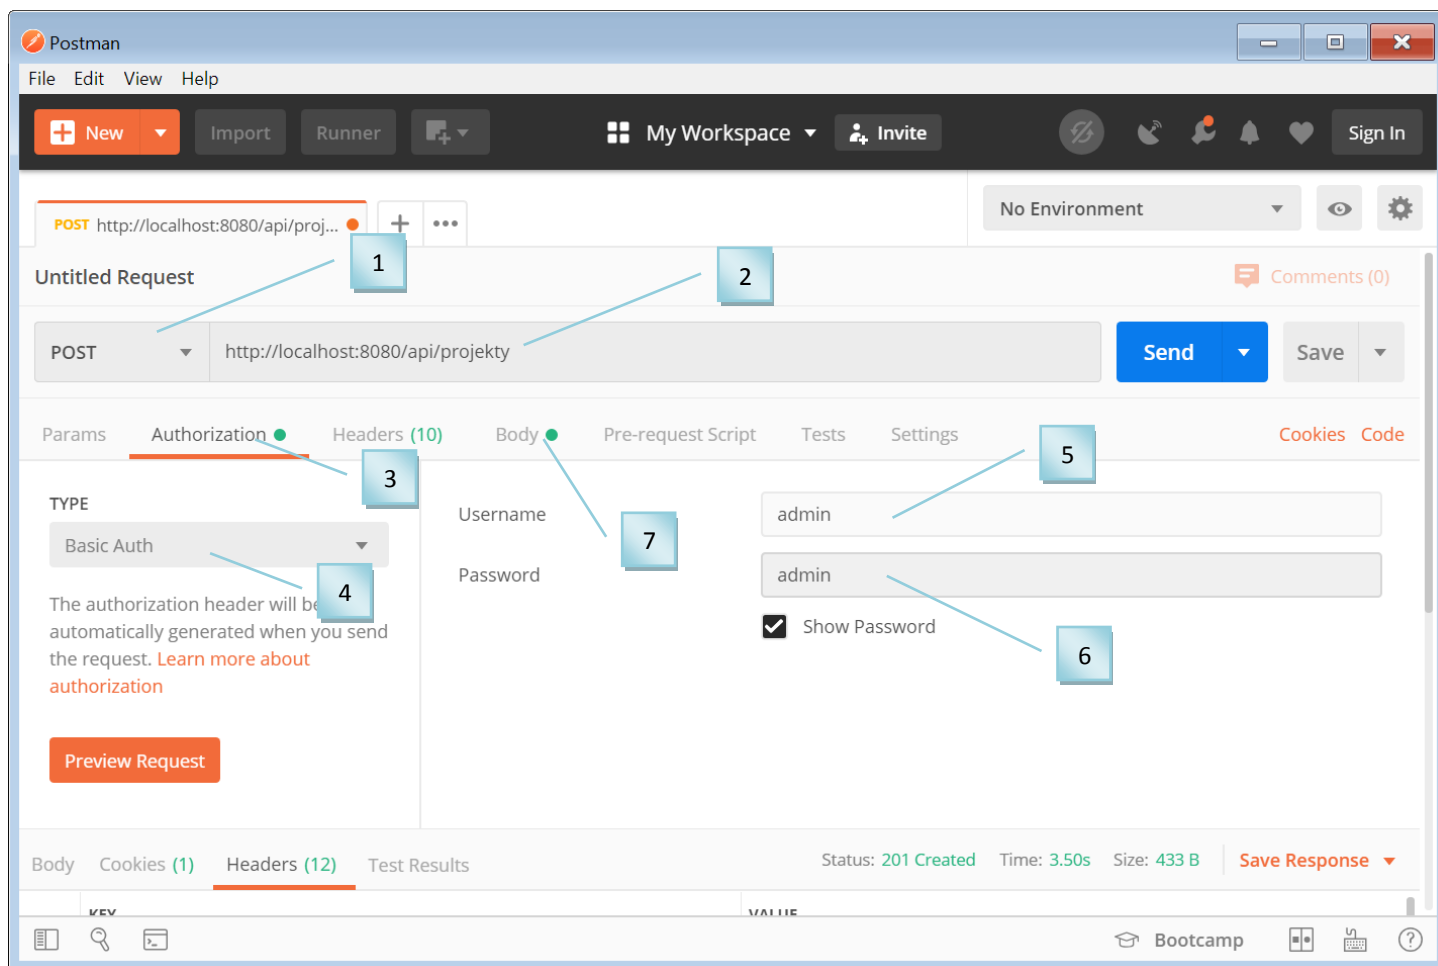 Postman
File Edit View Help
New Import Runner My Workspace Invite Sign In
POST http://localhost:8080/api/proj... No Environment
1
2
Untitled Request Comments (0)
POST http://localhost:8080/api/projekty Send Save
Params Authorization Headers (10) Body Pre-request Script Tests Settings Cookies Code
3
5
TYPE
Username admin
Basic Auth
7
Password admin
4
The authorization header will
automatically generated when you send
the request. Learn more about
authorization
Show Password
6
Preview Request
Body Cookies (1) Headers (12) Test Results Status: 201 Created Time: 3.50s Size: 433 B Save Response
KEY VALUE
Bootcamp